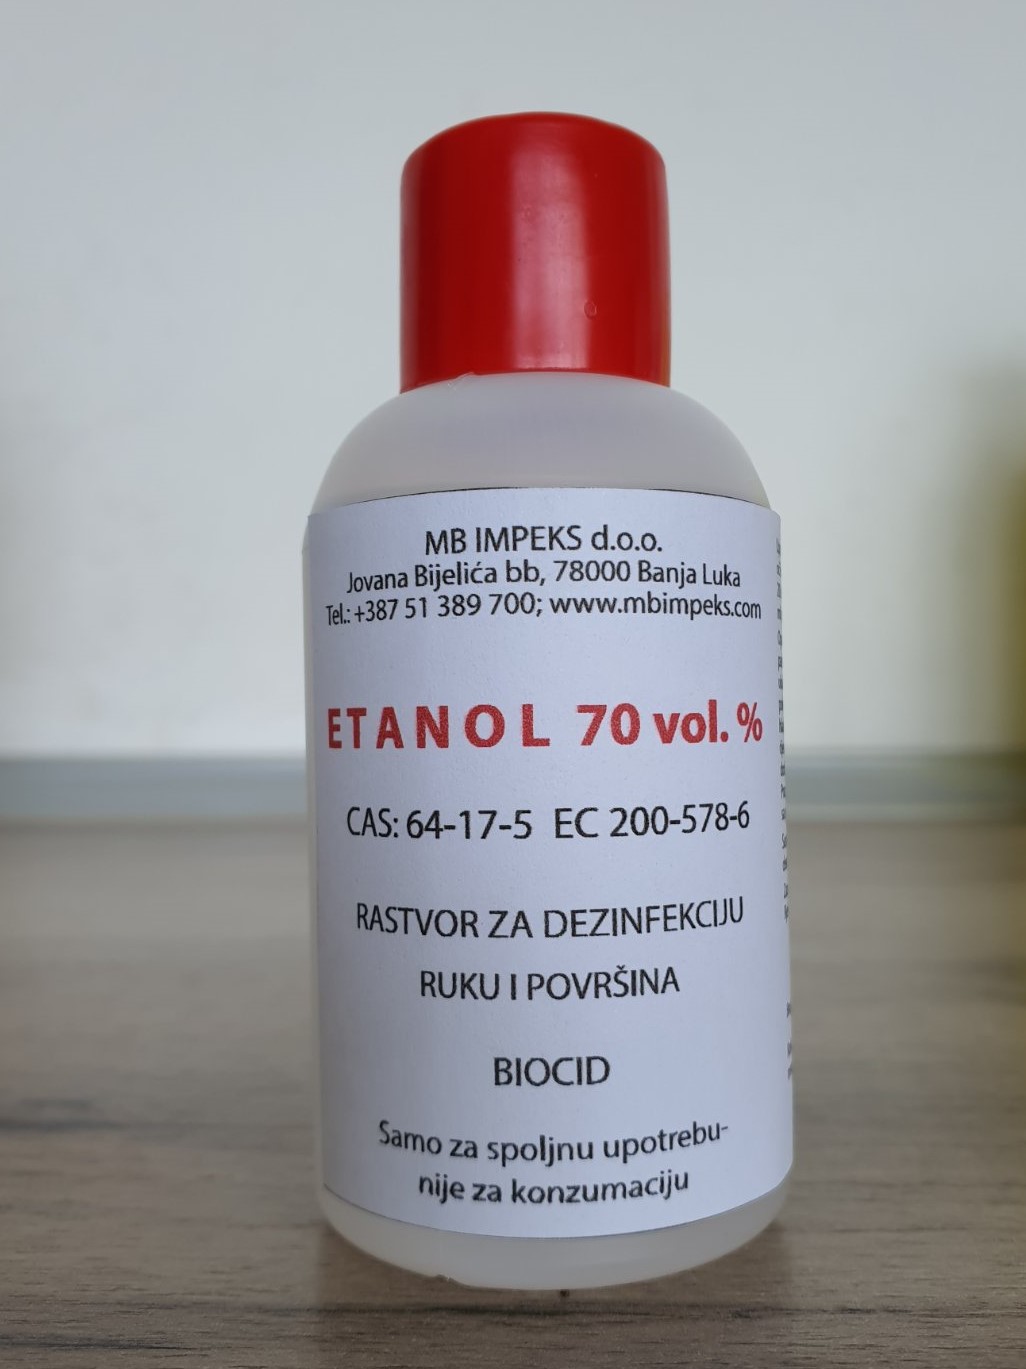 MB IMPEKS d.o.o.
Jovana Bijelića bb, 78000 Banja Luka
Tel.: +387 51 389 700; www.mbimpeks.com
ETANOL 70 vol. %
CAS: 64-17-5 EC 200-578-6
RASTVOR ZA DEZINFEKCIJU
RUKU I POVRŠINA
BIOCID
Samo za spoljnu upotrebu-
nije za konzumaciju